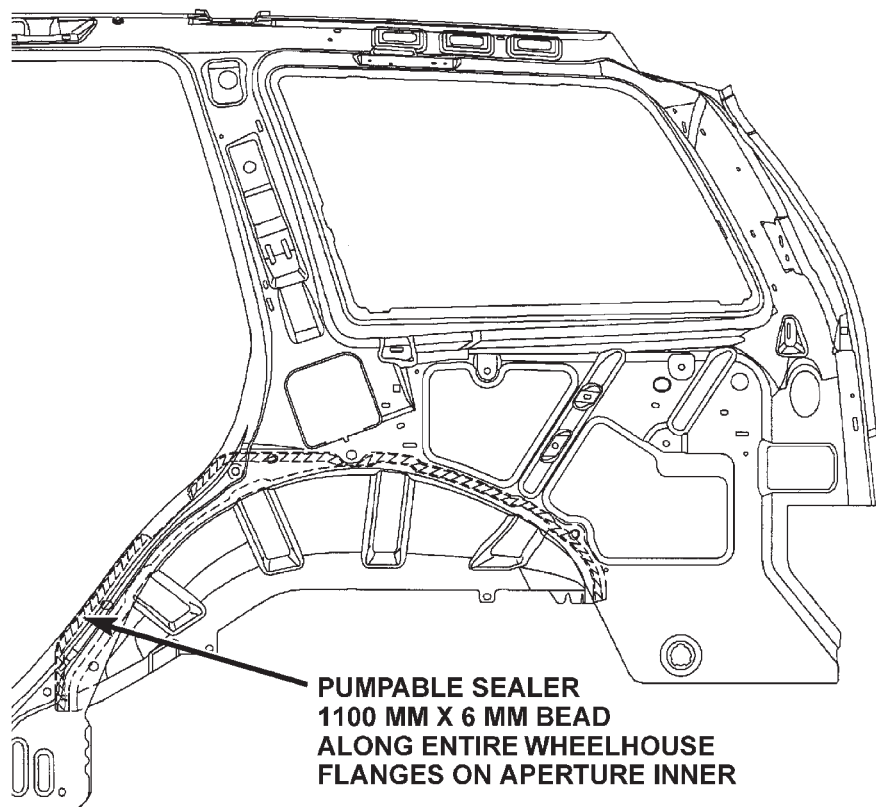 PUMPABLE SEALER
1100 MM X 6 MM BEAD
ALONG ENTIRE WHEELHOUSE
FLANGES ON APERTURE INNER